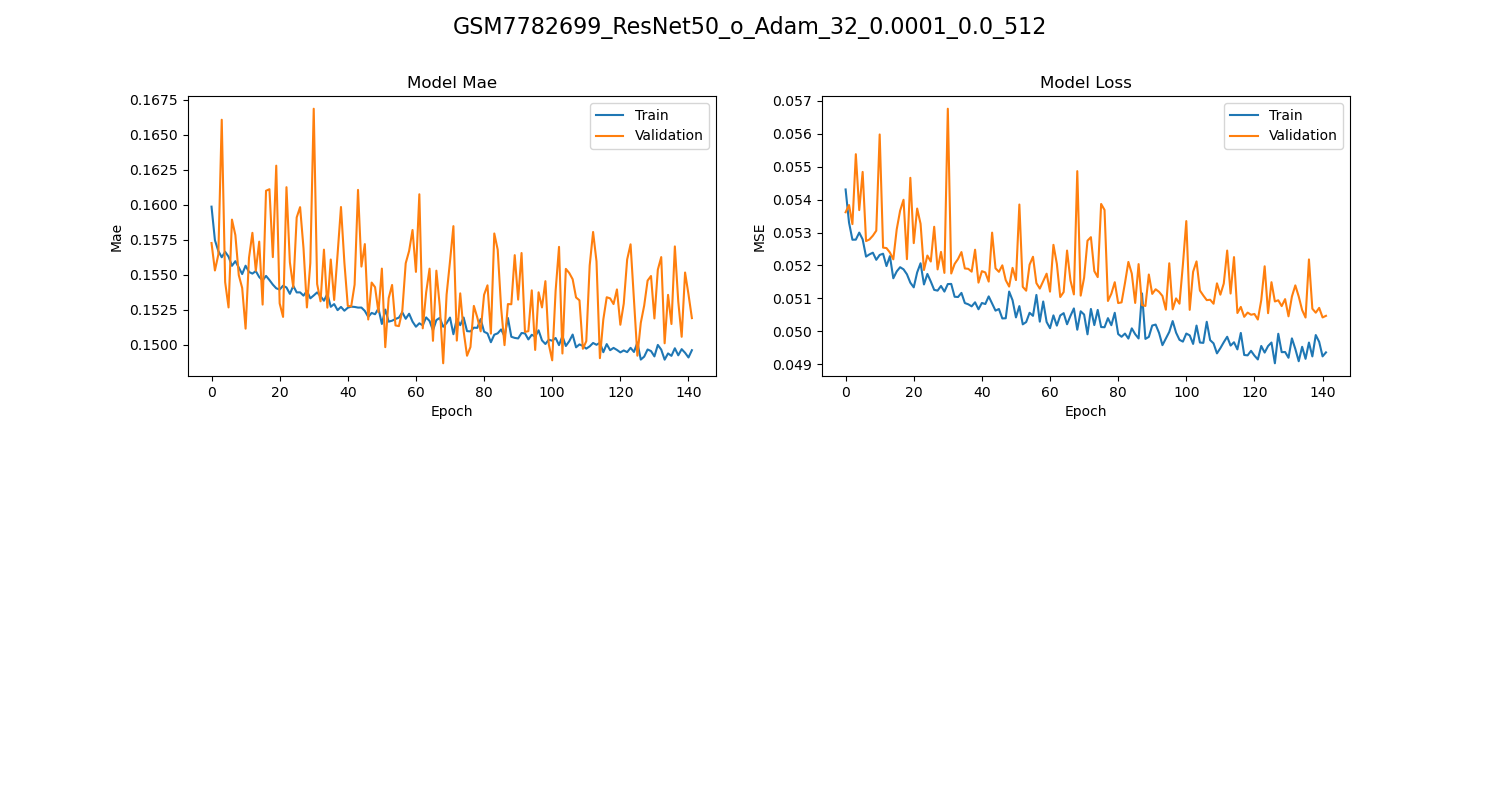 GSM7782699_ResNet50_o_Adam_32_0.0001_0.0_512
Model Mae
0.1675
0.1650
0.1625
0.1600
0.1575
0.1550
0.1525
0.1500
Mae
Train
Validation
0 20 40 60 80 100 120 140
Epoch
Model Loss
0.057
0.056
0.055
0.054
0.053
0.052
0.051
0.050
0.049
MSE
Train
Validation
0 20 40 60 80 100 120 140
Epoch